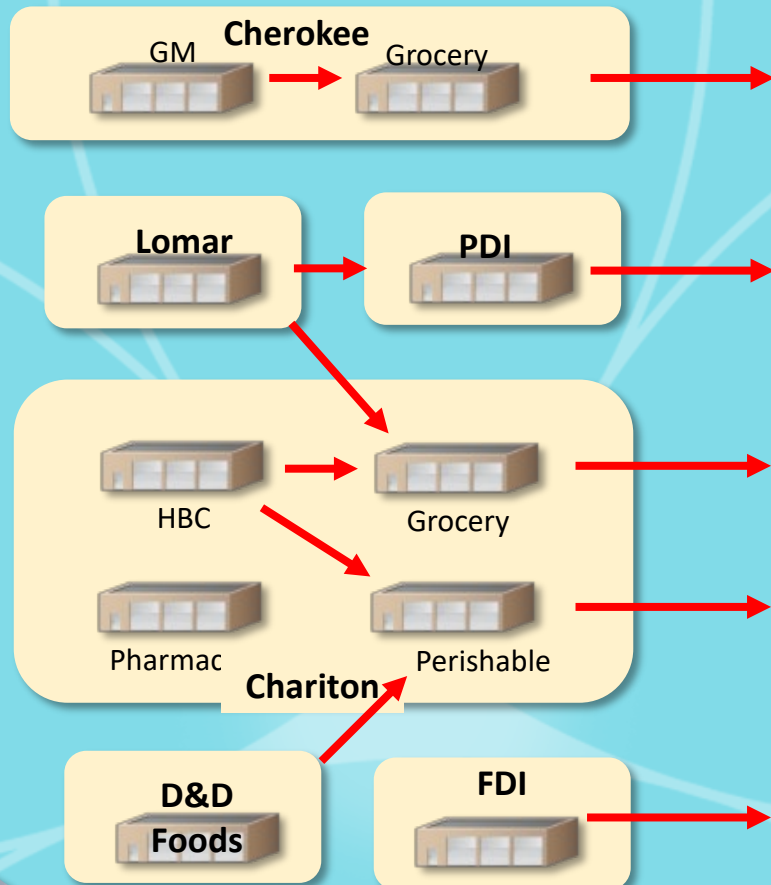 Cherokee
GM
Grocery
Lomar
PDI
HBC
Grocery
Pharmac
Perishable
Chariton
D&D
Foods
FDI